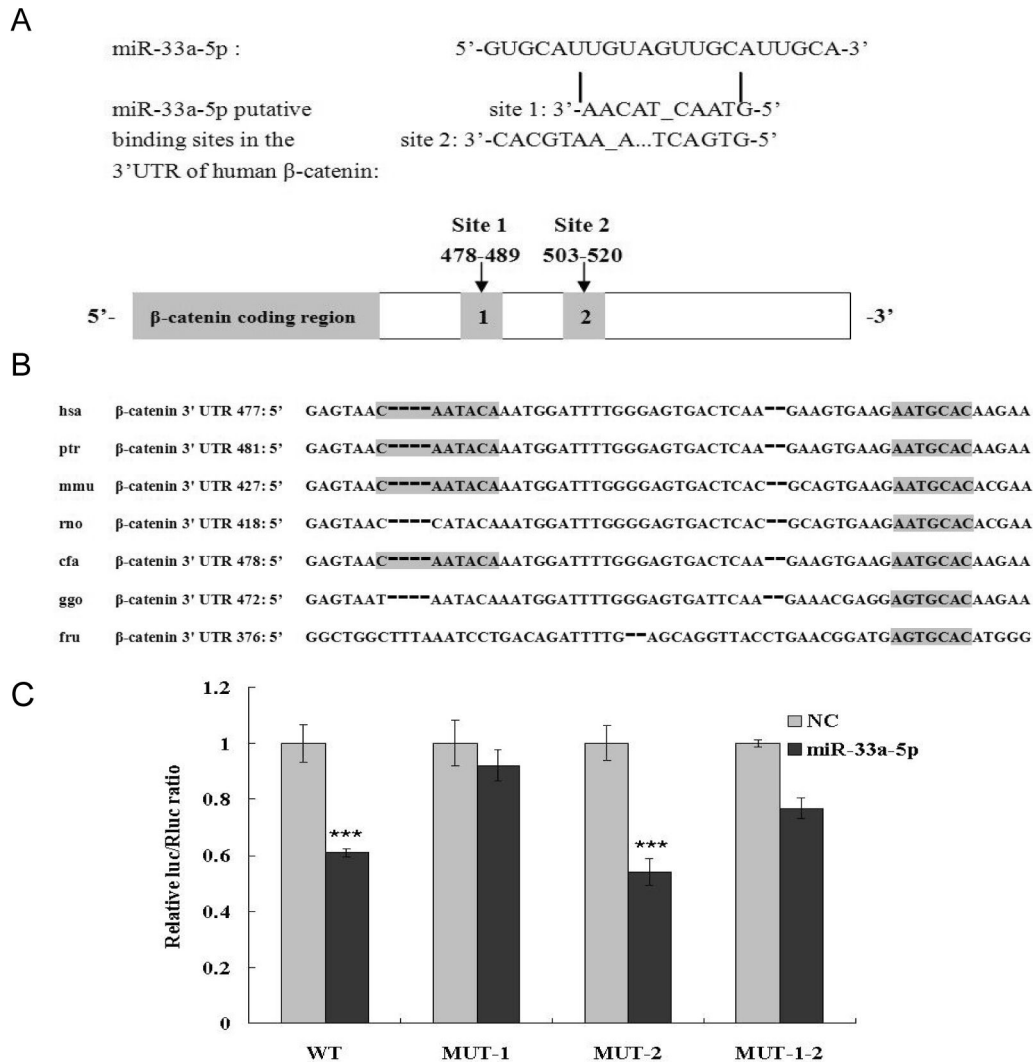 A
miR-33a-5p : 5’-GUGCAUUGUAGUUGCAUUGCA-3’
miR-33a-5p putative site 1: 3’-AACAT_CAATG-5’
binding sites in the site 2: 3’-CACGTAA_A...TCAGTG-5’
3’UTR of human β-catenin:
Site 1 Site 2
478-489 503-520
5’- β-catenin coding region 1 2 -3’
B
hsa β-catenin 3' UTR 477: 5’ GAGTAAC----AATACAAATGGATTTTGGGAGTGACTCAA--GAAGTGAAGAATGCACAAGAA
ptr β-catenin 3' UTR 481: 5’ GAGTAAC----AATACAAATGGATTTTGGGAGTGACTCAA--GAAGTGAAGAATGCACAAGAA
mmu β-catenin 3' UTR 427: 5’ GAGTAAC----AATACAAATGGATTTGGGGAGTGACTCAC--GCAGTGAAGAATGCACACGAA
rno β-catenin 3' UTR 418: 5’ GAGTAAC----CATACAAATGGATTTGGGGAGTGACTCAC--GCAGTGAAGAATGCACACGAA
cfa β-catenin 3' UTR 478: 5’ GAGTAAC----AATACAAATGGATTTTGGGAGTGACTCAA--GAAGTGAAGAATGCACAAGAA
ggo β-catenin 3' UTR 472: 5’ GAGTAAT----AATACAAATGGATTTTGGGAGTGATTCAA--GAAACGAGGAGTGCACAAGAA
fru β-catenin 3' UTR 376: 5’ GGCTGGCTTTAAATCCTGACAGATTTTG--AGCAGGTTACCTGAACGGATGAGTGCACATGGG
C
1.2
1
0.8
0.6
0.4
0.2
0
Relative luc/Rluc ratio
NC
miR-33a-5p
*** ***
WT MUT-1 MUT-2 MUT-1-2